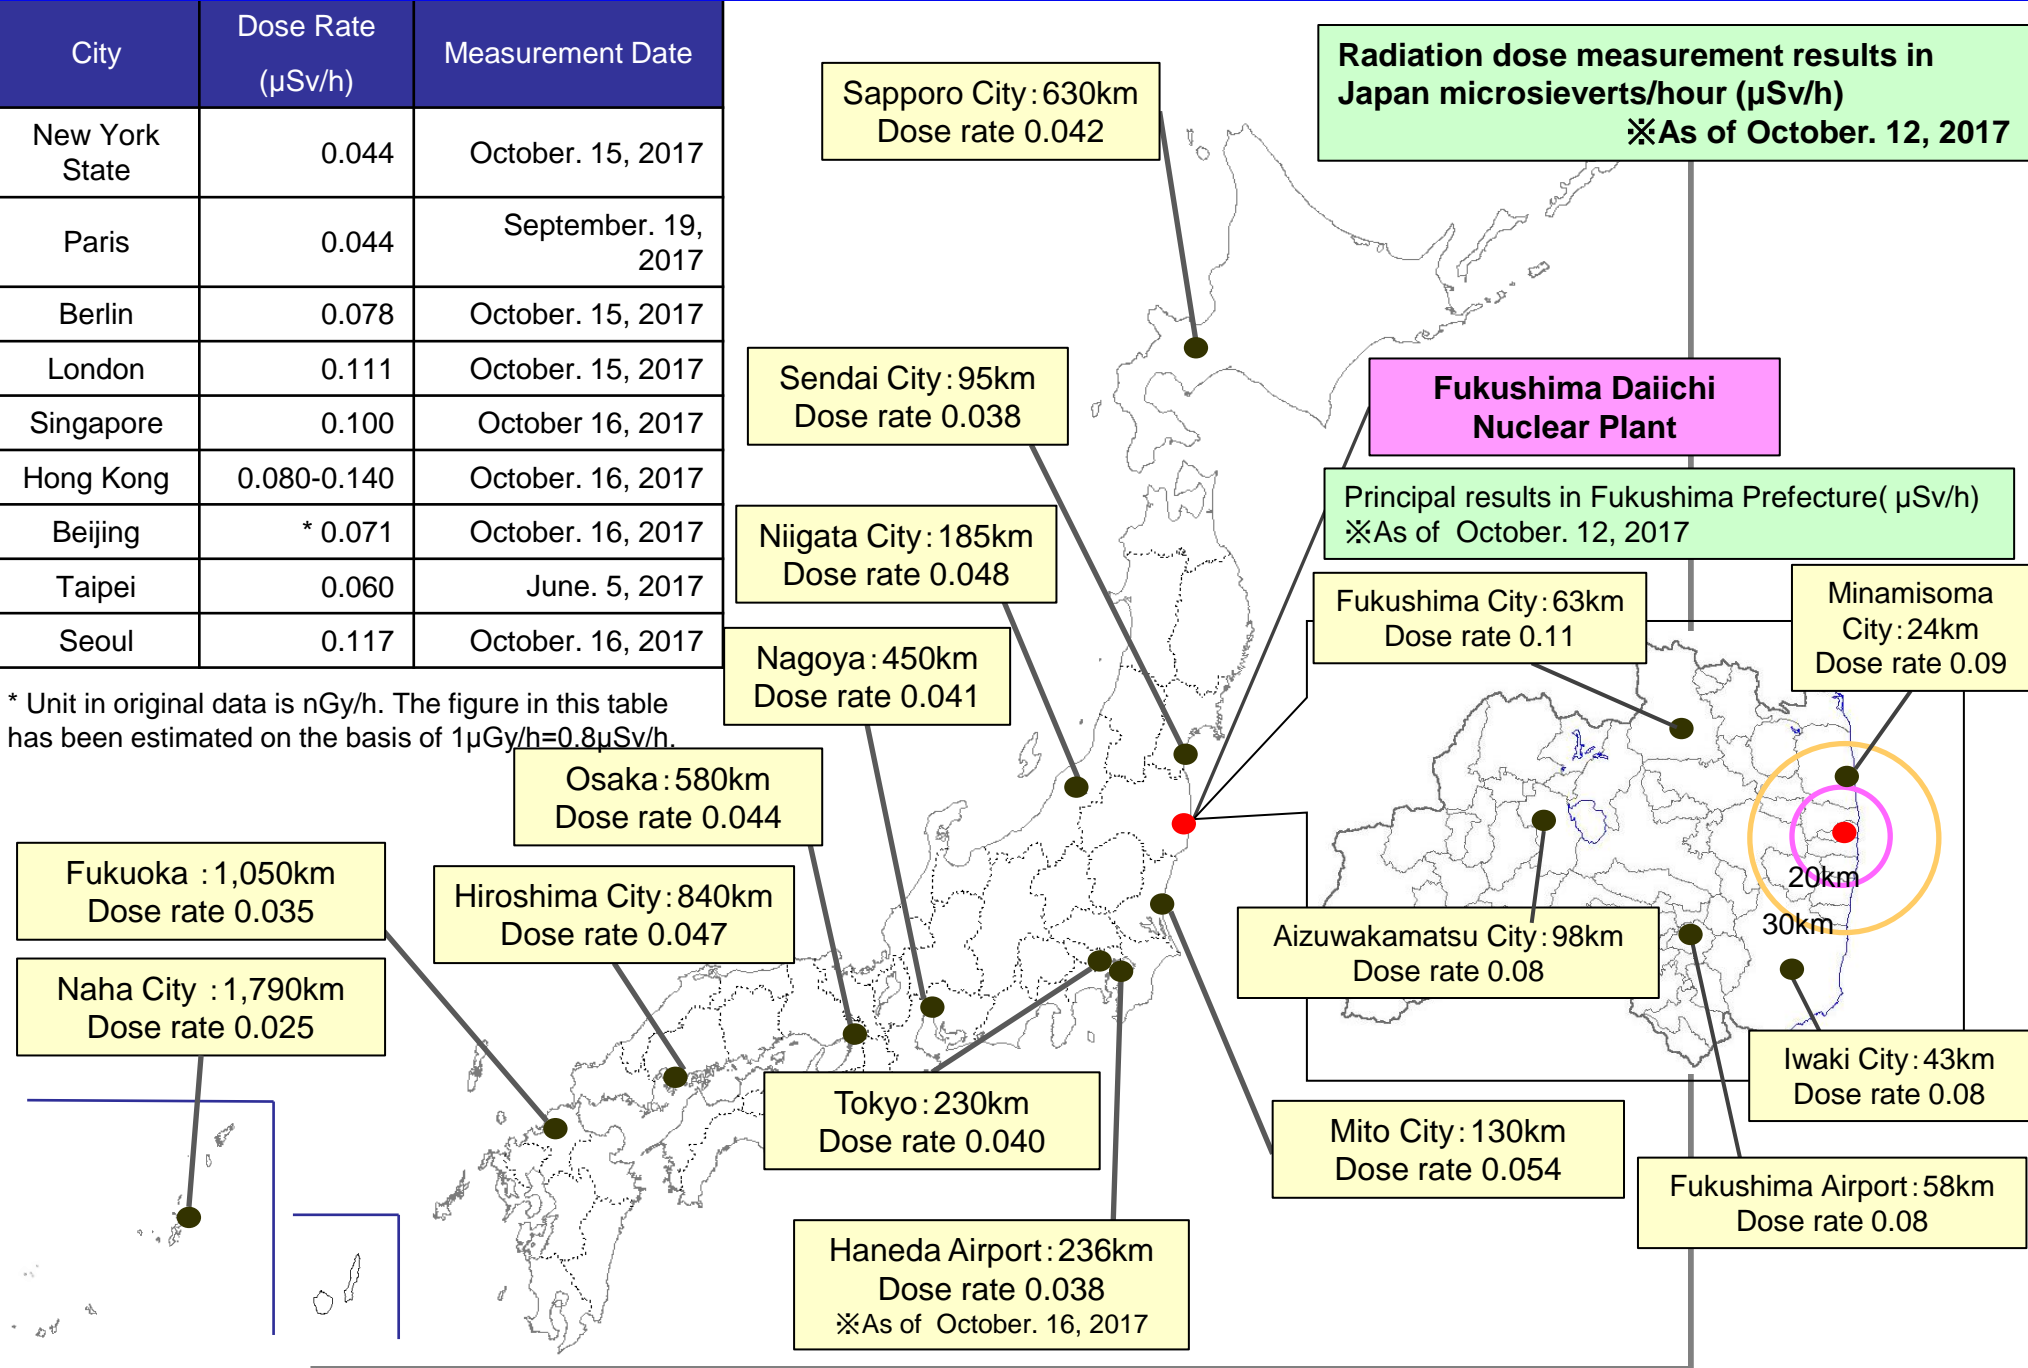 City
Dose Rate
(μSv/h)
Measurement Date
New York
State
0.044
October. 15, 2017
Paris
0.044
September. 19,
2017
Berlin
0.078
October. 15, 2017
London
0.111
October. 15, 2017
Singapore
0.100
October 16, 2017
Hong Kong
0.080-0.140
October. 16, 2017
Beijing
* 0.071
October. 16, 2017
Taipei
0.060
June. 5, 2017
Seoul
0.117
October. 16, 2017
* Unit in original data is nGy/h. The figure in this table
has been estimated on the basis of 1μGy/h=0.8μSv/h.
Radiation dose measurement results in
Japan microsieverts/hour (μSv/h)
※As of October. 12, 2017
Sapporo City：630km
Dose rate 0.042
Sendai City：95km
Dose rate 0.038
Fukushima Daiichi
Nuclear Plant
Principal results in Fukushima Prefecture( μSv/h)
※As of  October. 12, 2017
Niigata City：185km
Dose rate 0.048
Fukushima City：63km
Dose rate 0.11
Minamisoma
City：24km
Dose rate 0.09
Nagoya：450km
Dose rate 0.041
Osaka：580km
Dose rate 0.044
Fukuoka ：1,050km
Dose rate 0.035
Hiroshima City：840km
Dose rate 0.047
20km
30km
Aizuwakamatsu City：98km
Dose rate 0.08
Naha City ：1,790km
Dose rate 0.025
Iwaki City：43km
Dose rate 0.08
Tokyo：230km
Dose rate 0.040
Mito City：130km
Dose rate 0.054
Fukushima Airport：58km
Dose rate 0.08
Haneda Airport：236km
Dose rate 0.038
※As of  October. 16, 2017